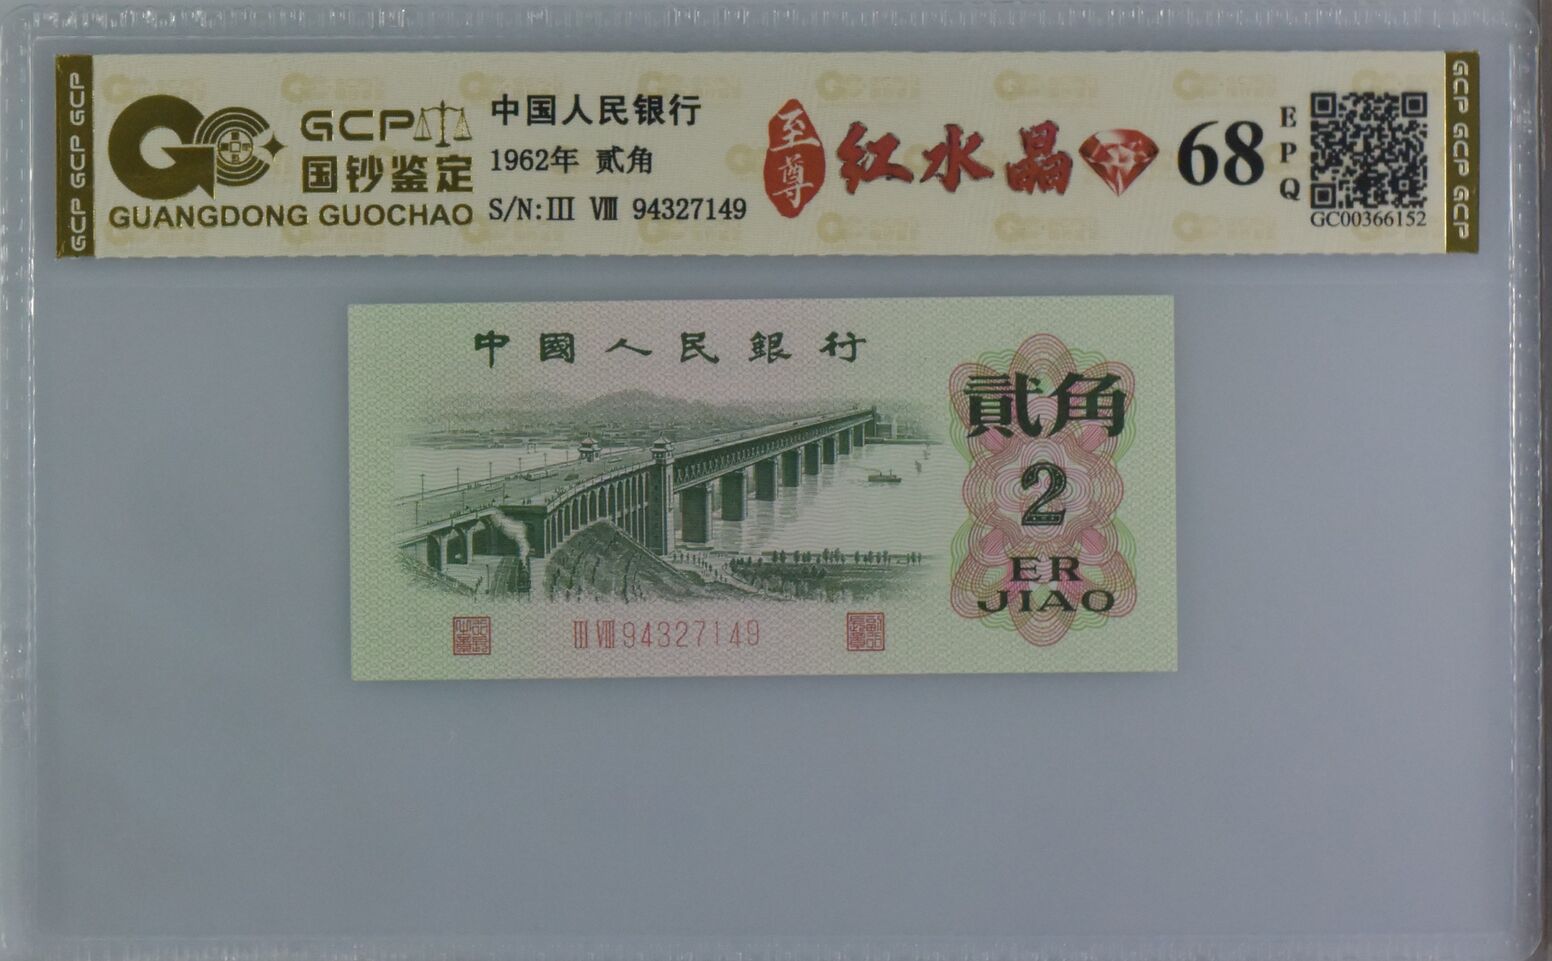 GCP GCP GCP
GCP
国钞鉴定
GUANGDONG GUOCHAO
中国人民银行
1962年 贰角
S/N:III VIII 94327149
至尊
红水晶
68
EPQ
GC00366152
GCP GCP GCP
中國人民銀行
貳角
2
ER
JIAO
III VIII 94327149